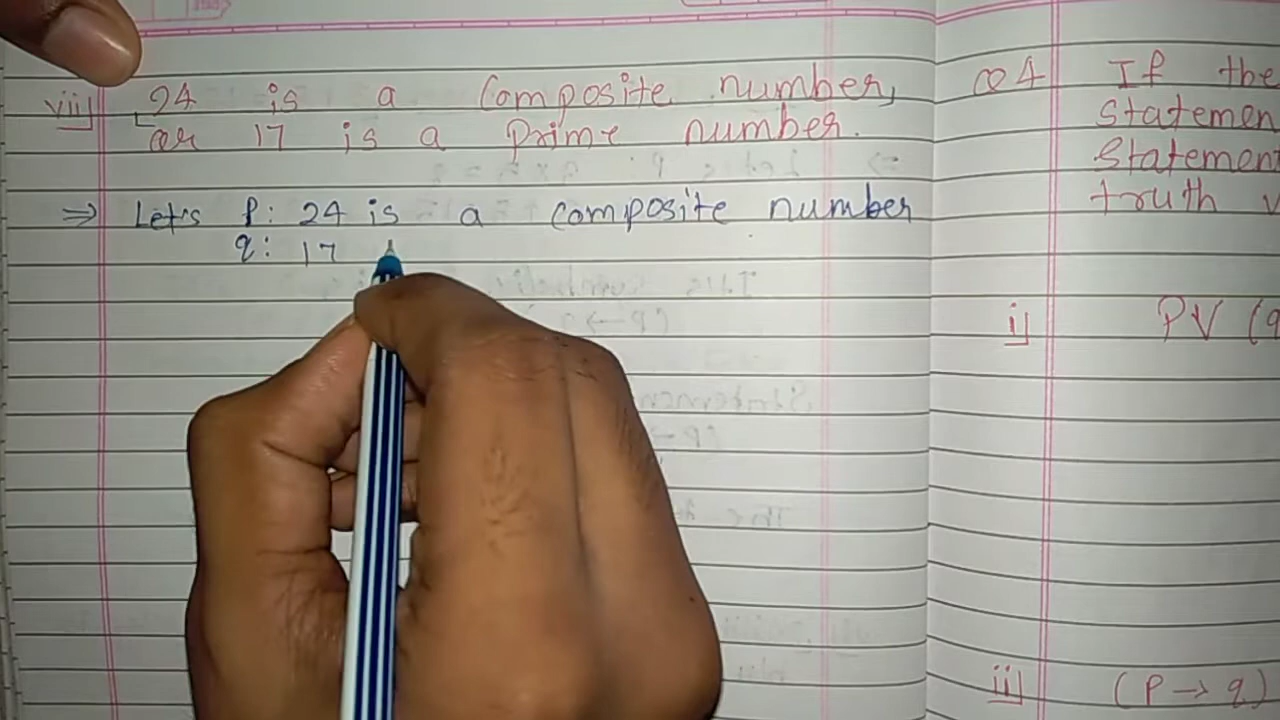 viii] 24 is a Composite number,
or 17 is a Prime number.
⇒ Let's P: 24 is a composite number
q: 17
Q4 If the
Statemen
Statement
truth v
i] PV (q
ii] (P → q)